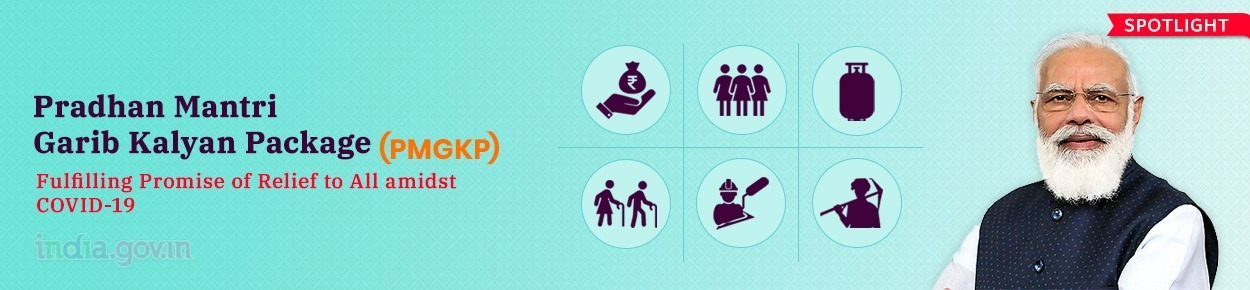 SPOTLIGHT
Pradhan Mantri
Garib Kalyan Package (PMGKP)
Fulfilling Promise of Relief to All amidst
COVID-19
india.gov.in
₹